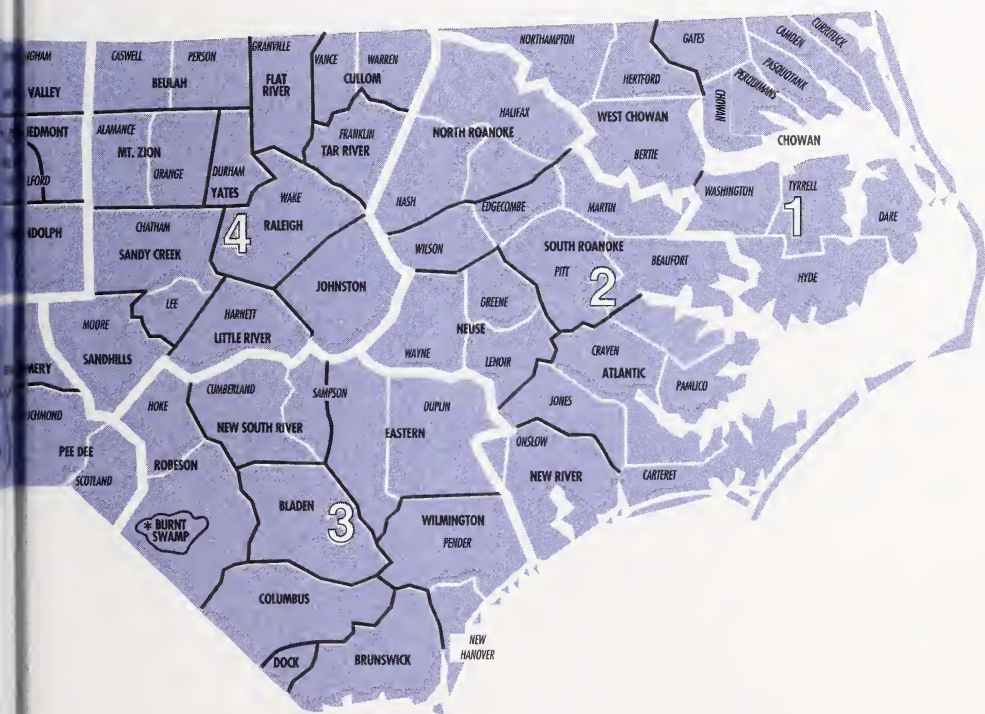 GRANVILLE
NORTHAMPTON
GATES
CAMDEN
CURRITUCK
CASWELL
PERSON
VANCE
WARREN
PASQUOTANK
BEULAH
FLAT
RIVER
CULLOM
HERTFORD
PERQUIMANS
VALLEY
CHOWAN
HALIFAX
WEST CHOWAN
ALAMANCE
MT. ZION
FRANKLIN
TAR RIVER
NORTH ROANOKE
CHOWAN
BERTIE
ORANGE
DURHAM
YATES
WAKE
RALEIGH
NASH
EDGECOMBE
MARTIN
WASHINGTON
TYRRELL
1
DARE
CHATHAM
SANDY CREEK
4
WILSON
SOUTH ROANOKE
PITT
2
BEAUFORT
HYDE
JOHNSTON
LEE
HARNETT
LITTLE RIVER
GREENE
NEUSE
MOORE
SANDHILLS
WAYNE
LENOIR
CRAVEN
ATLANTIC
PAMLICO
CUMBERLAND
SAMPSON
HOKE
DUPLIN
JONES
NEW SOUTH RIVER
EASTERN
PEE DEE
ROBESON
ONSLOW
NEW RIVER
CARTERET
SCOTLAND
BLADEN
3
* BURNT
SWAMP
WILMINGTON
PENDER
COLUMBUS
NEW
HANOVER
DOCK
BRUNSWICK